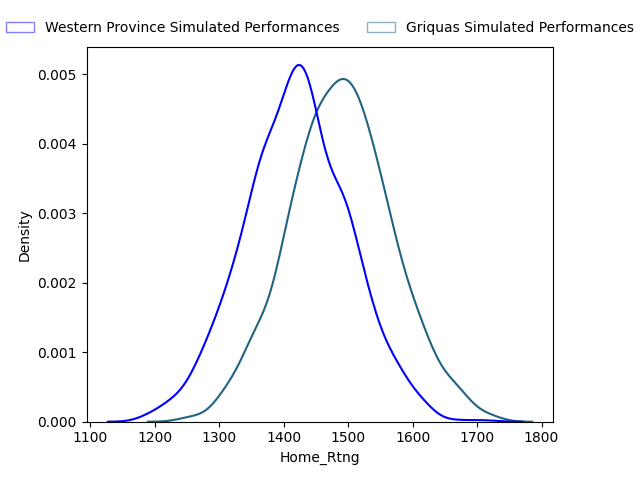 Western Province Simulated Performances Griquas Simulated Performances
0.005
0.004
0.003
0.002
0.001
0.000
Density
1100 1200 1300 1400 1500 1600 1700 1800
Home_Rtng